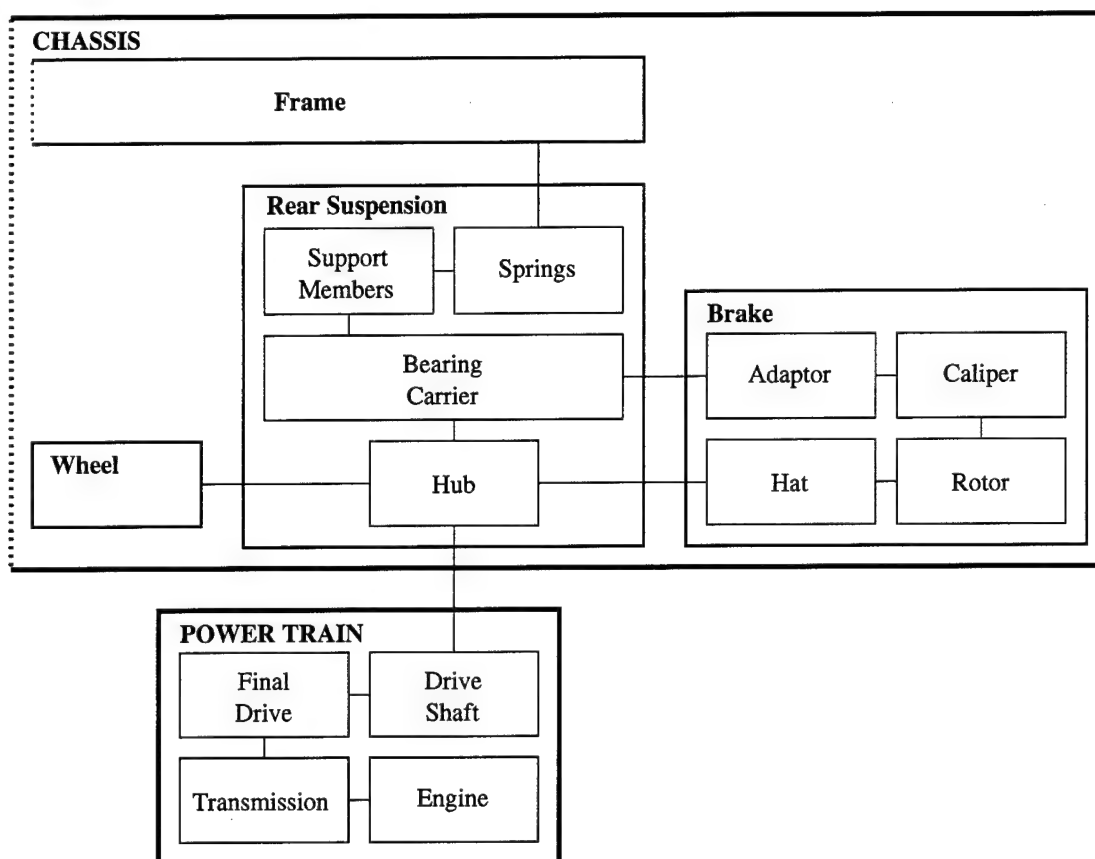 CHASSIS
Frame
Rear Suspension
Support
Members
Springs
Brake
Bearing
Carrier
Adaptor
Caliper
Wheel
Hub
Hat
Rotor
POWER TRAIN
Final
Drive
Drive
Shaft
Transmission
Engine